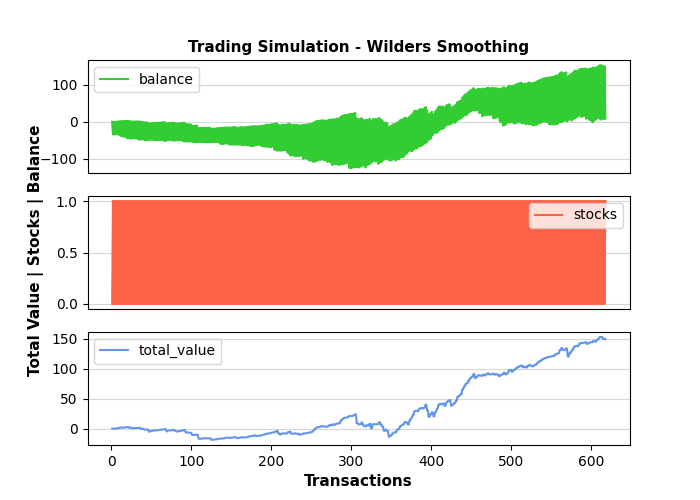 Trading Simulation - Wilders Smoothing
balance
100
0
−100
stocks
1.0
0.5
0.0
total_value
150
100
50
0
0 100 200 300 400 500 600
Transactions
Total Value | Stocks | Balance